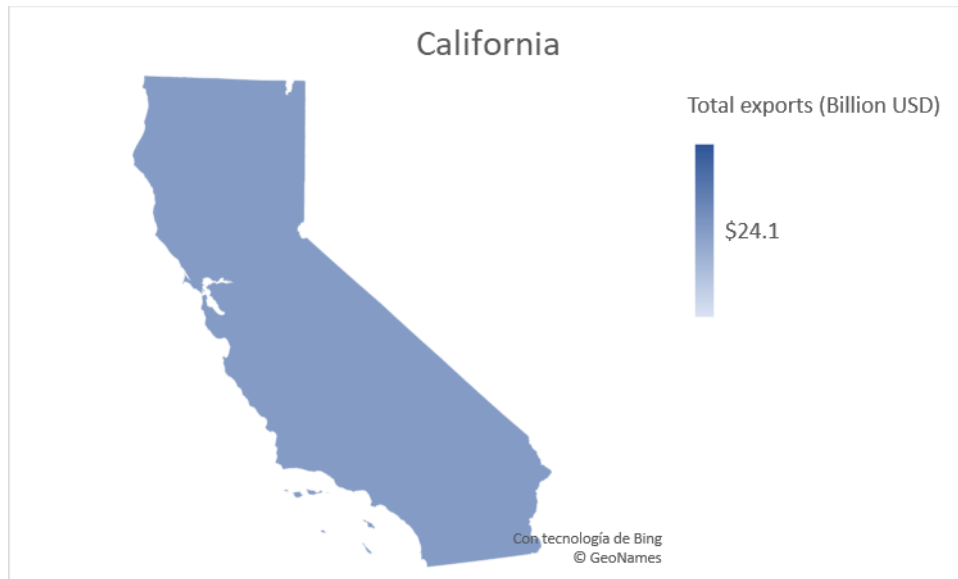 California
Total exports (Billion USD)
$24.1
Con tecnología de Bing
© GeoNames